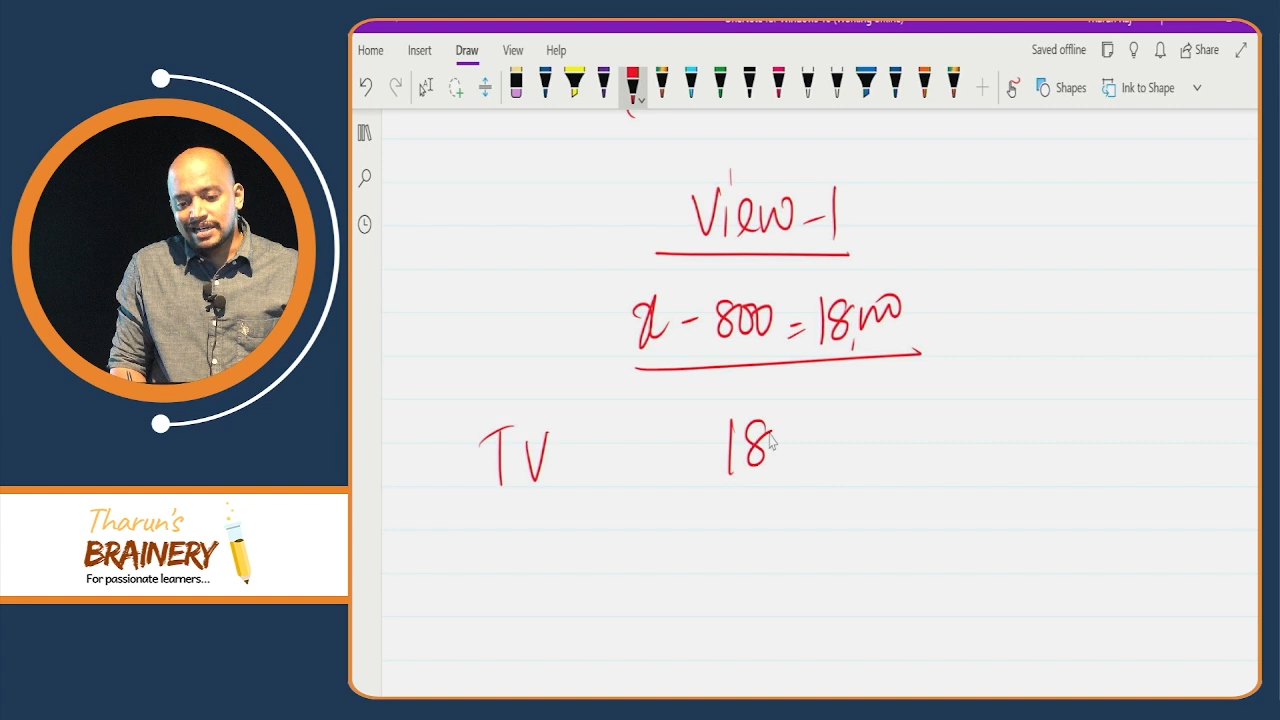 Home Insert Draw View Help Saved offline Share
Shapes Ink to Shape
View-1
x - 800 = 18,000
TV 18
Tharun's
BRAINERY
For passionate learners...